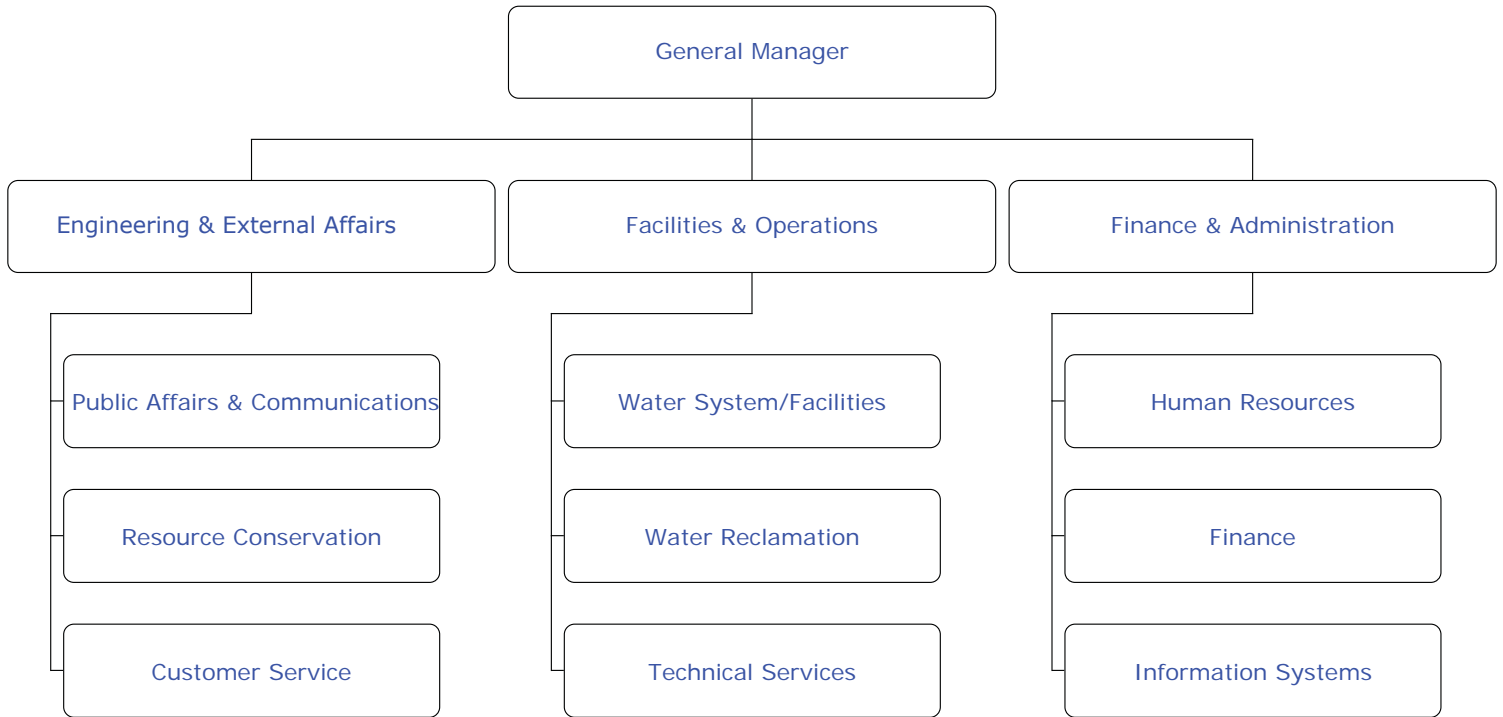 General Manager
Engineering & External Affairs
Facilities & Operations
Finance & Administration
Public Affairs & Communications
Water System/Facilities
Human Resources
Resource Conservation
Water Reclamation
Finance
Customer Service
Technical Services
Information Systems